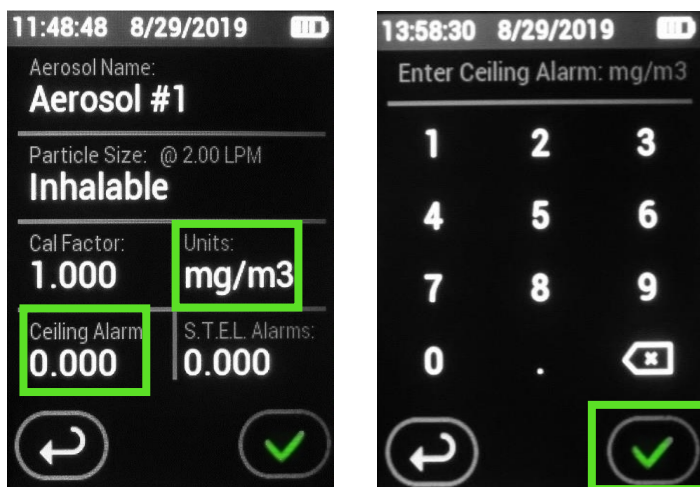 11:48:48 8/29/2019
Aerosol Name:
Aerosol #1
Particle Size: @ 2.00 LPM
Inhalable
Cal Factor: Units:
1.000 mg/m3
Ceiling Alarm S.T.E.L. Alarms:
0.000 0.000
13:58:30 8/29/2019
Enter Ceiling Alarm: mg/m3
1 2 3
4 5 6
7 8 9
0 .